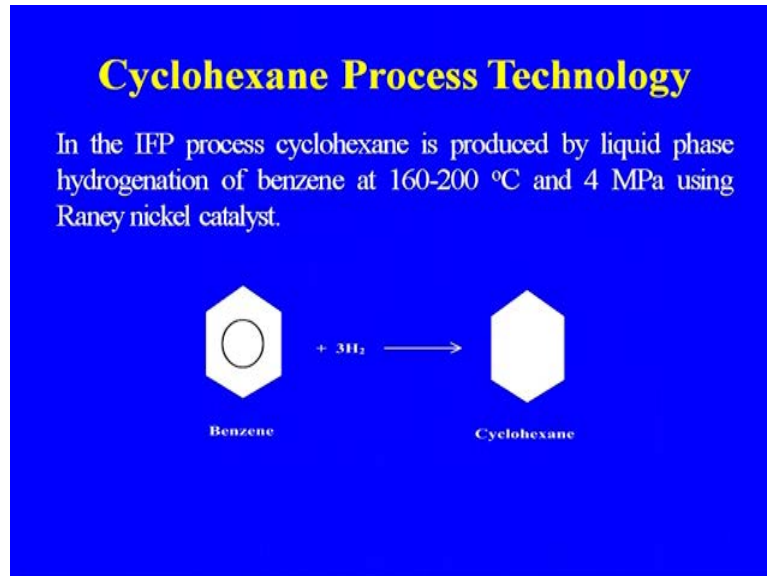 Cyclohexane Process Technology
In the IFP process cyclohexane is produced by liquid phase
hydrogenation of benzene at 160-200 ºC and 4 MPa using
Raney nickel catalyst.
+ 3H₂
Benzene
Cyclohexane